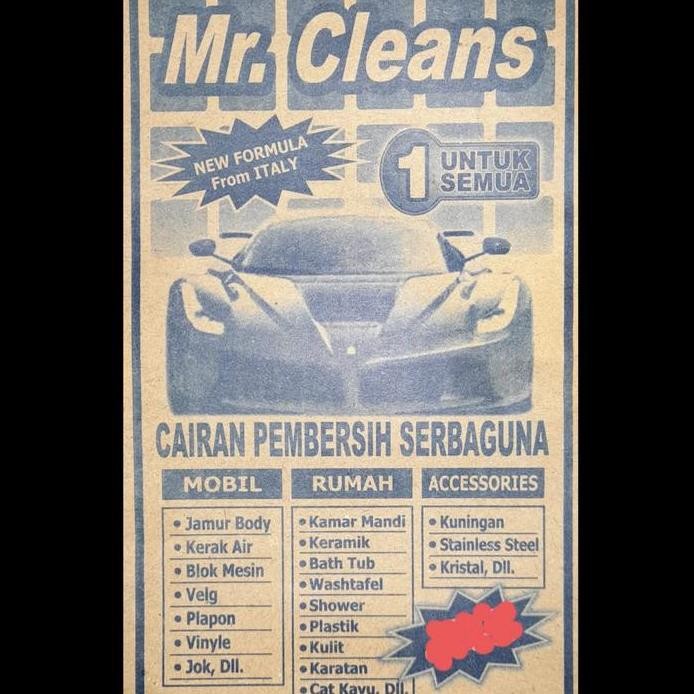 Mr. Cleans
NEW FORMULA
From ITALY
1 UNTUK
SEMUA
CAIRAN PEMBERSIH SERBAGUNA
MOBIL
• Jamur Body
• Kerak Air
• Blok Mesin
• Velg
• Plapon
• Vinyle
• Jok, Dll.
RUMAH
• Kamar Mandi
• Keramik
• Bath Tub
• Washtafel
• Shower
• Plastik
• Kulit
• Karatan
• Cat Kayu, Dll.
ACCESSORIES
• Kuningan
• Stainless Steel
• Kristal, Dll.